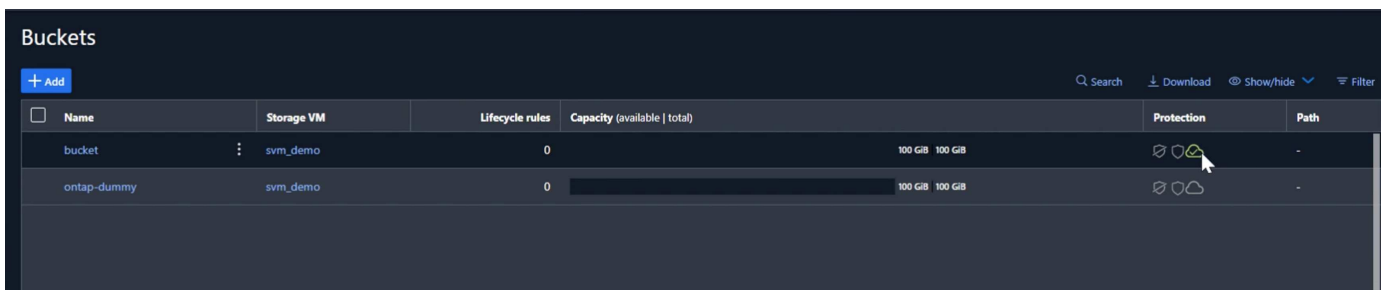 Buckets
+ Add Search Download Show/hide Filter
Name Storage VM Lifecycle rules Capacity (available | total) Protection Path
bucket svm_demo 0 100 GiB 100 GiB -
ontap-dummy svm_demo 0 100 GiB 100 GiB -